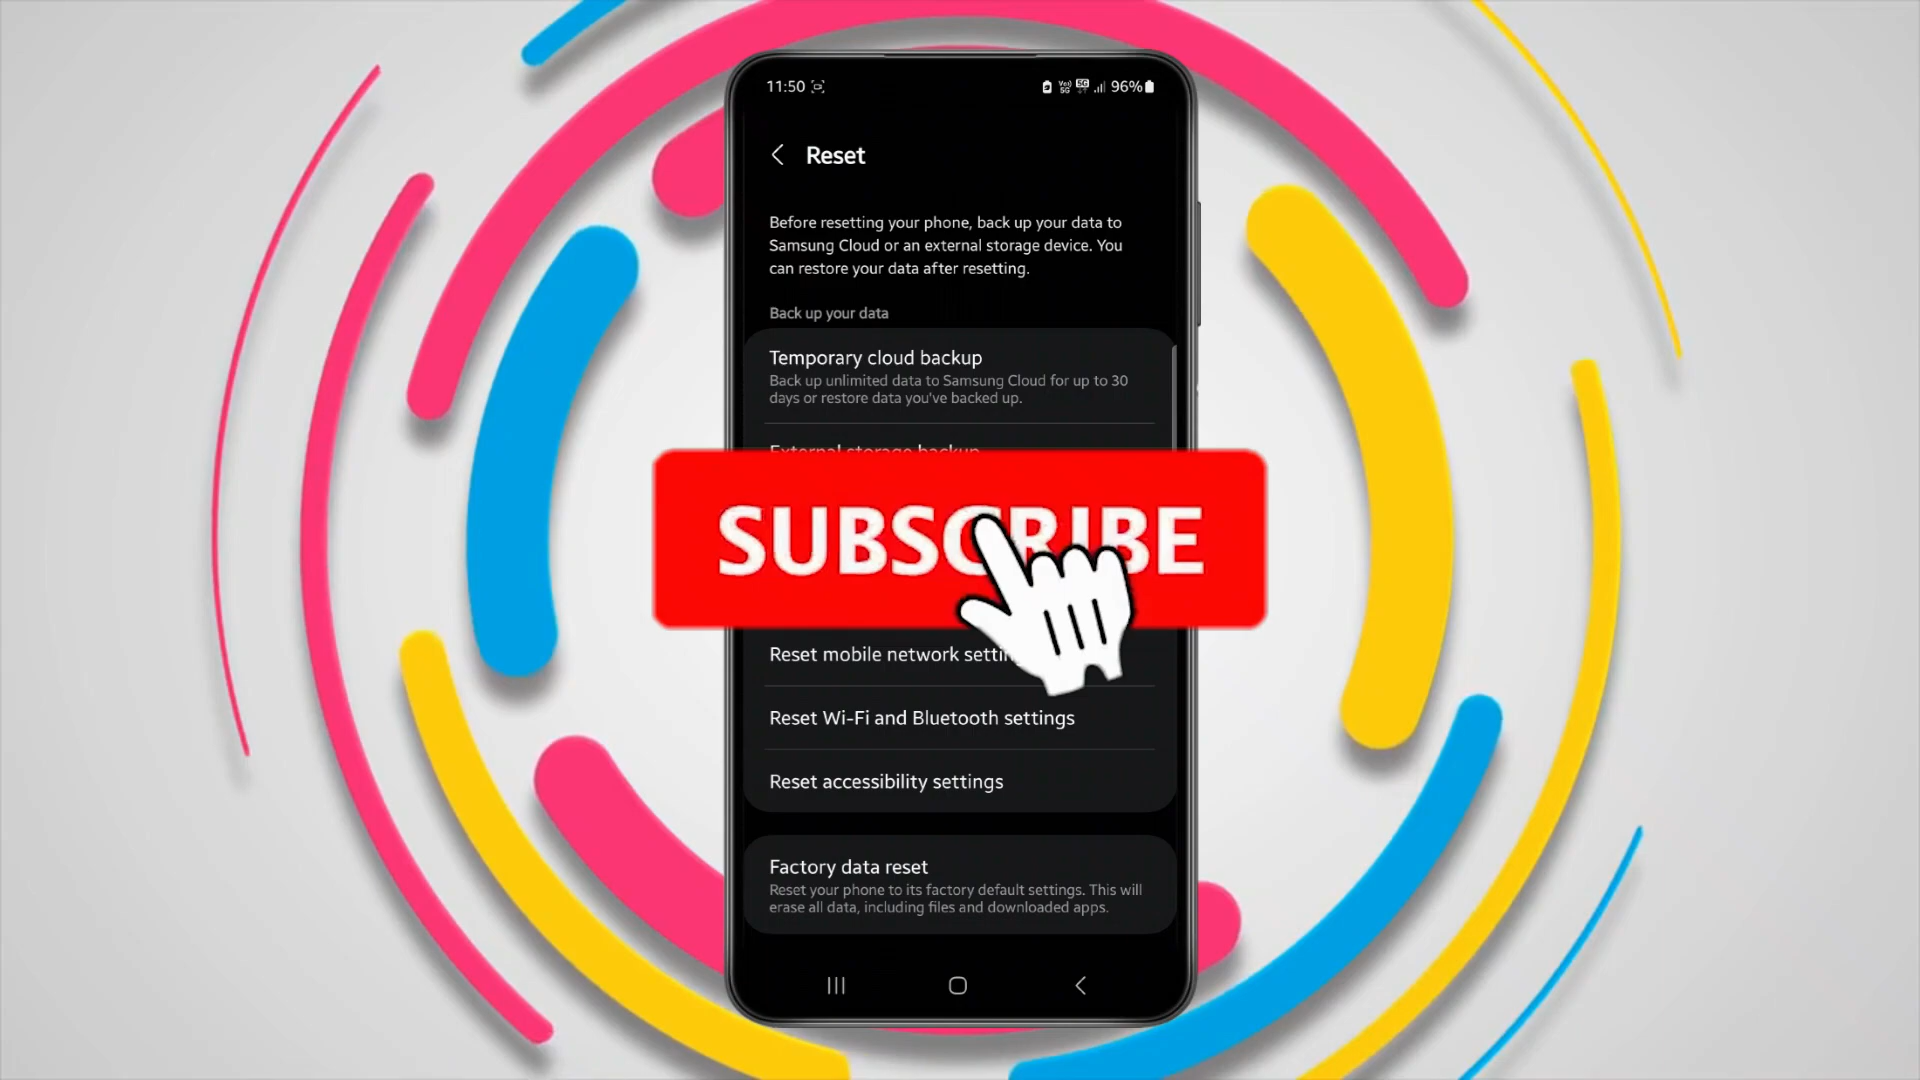 11:50
96%
Reset
Before resetting your phone, back up your data to
Samsung Cloud or an external storage device. You
can restore your data after resetting.
Back up your data
Temporary cloud backup
Back up unlimited data to Samsung Cloud for up to 30
days or restore data you've backed up.
External storage backup
SUBSCRIBE
Reset mobile network
Reset Wi-Fi and Bluetooth settings
Reset accessibility settings
Factory data reset
Reset your phone to its factory default settings. This will
erase all data, including files and downloaded apps.